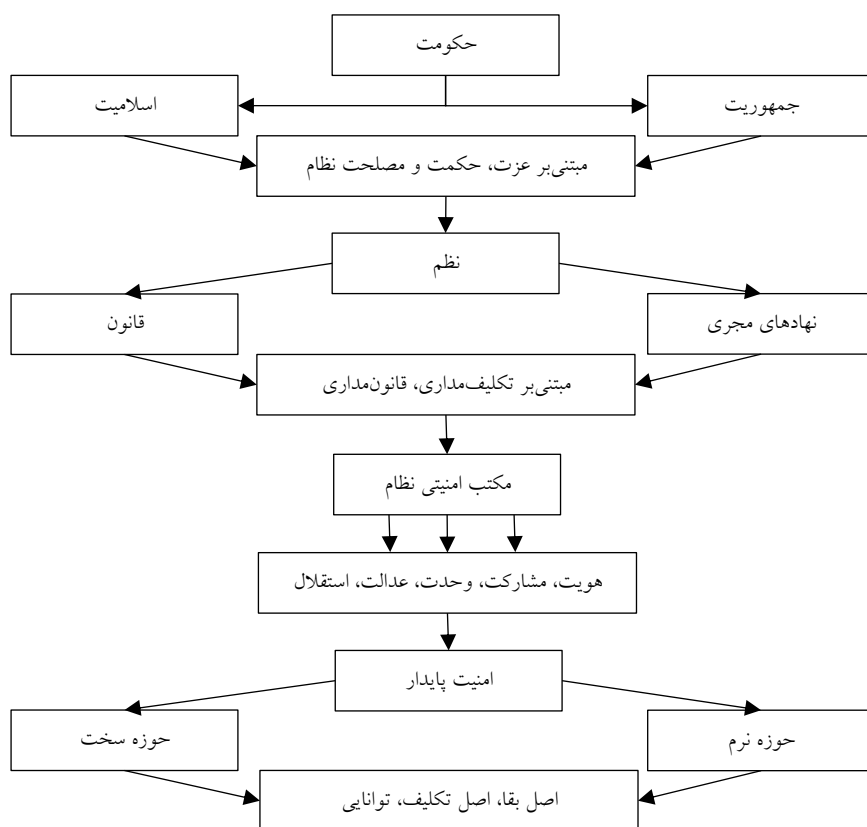 حکومت
جمهوریت
اسلامیت
مبتنی‌بر عزت، حکمت و مصلحت نظام
نظم
نهادهای مجری
قانون
مبتنی‌بر تکلیف‌مداری، قانون‌مداری
مکتب امنیتی نظام
هویت، مشارکت، وحدت، عدالت، استقلال
امنیت پایدار
حوزه نرم
حوزه سخت
اصل بقا، اصل تکلیف، توانایی